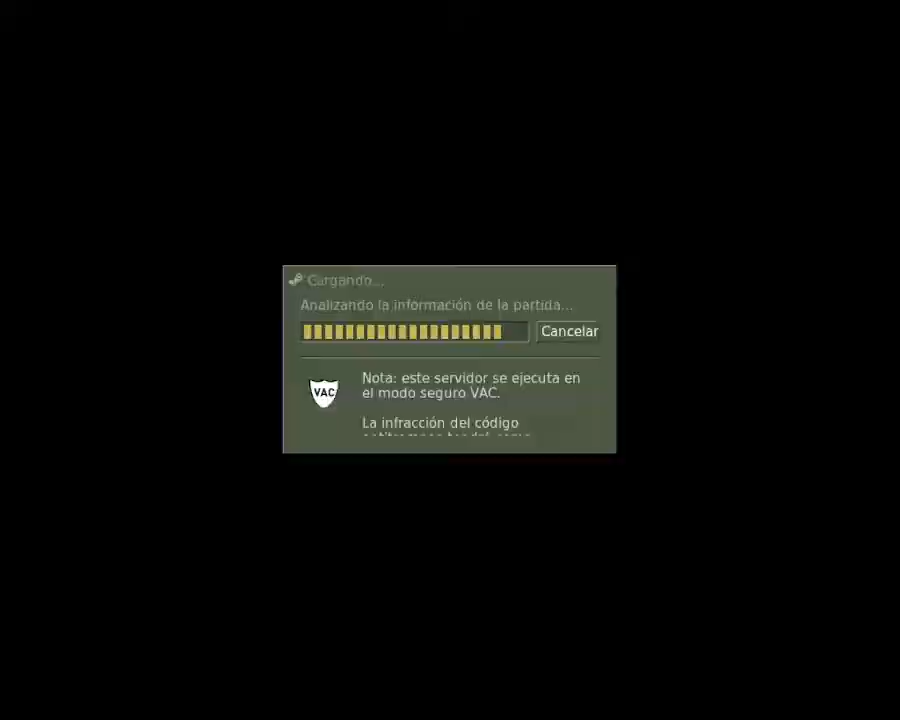 Cargando...
Analizando la información de la partida...
Cancelar
VAC
Nota: este servidor se ejecuta en
el modo seguro VAC.
La infracción del código